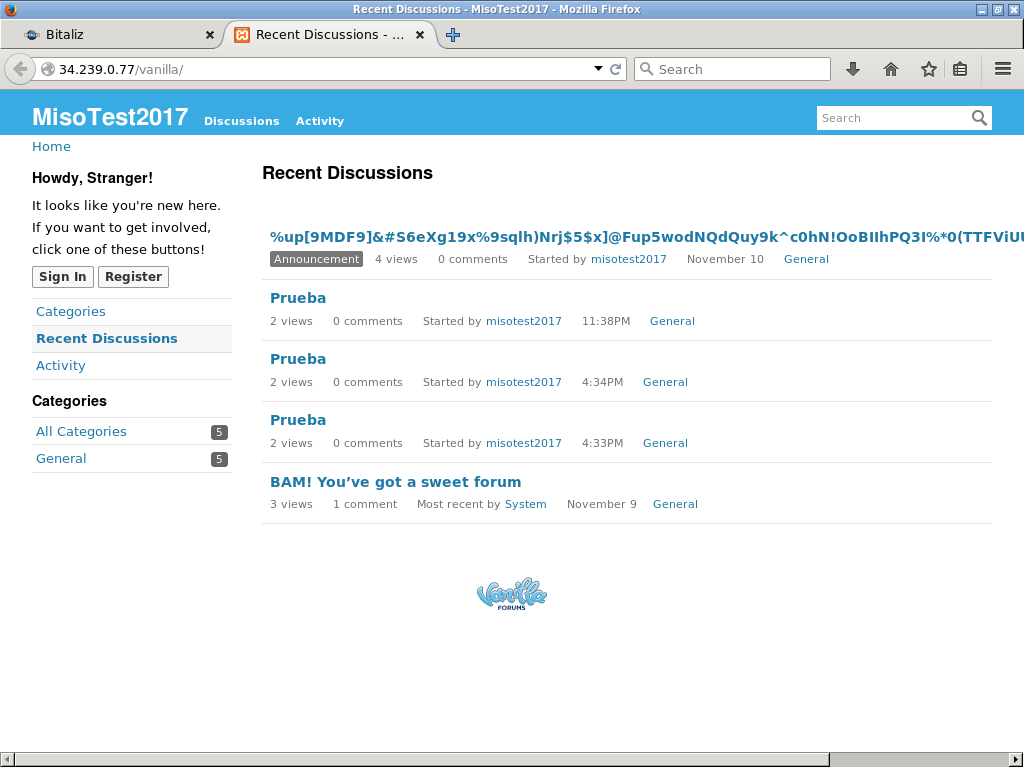 Recent Discussions - MisoTest2017 - Mozilla Firefox
Bitaliz
Recent Discussions - ...
34.239.0.77/vanilla/
Search
MisoTest2017 Discussions Activity
Search
Home
Howdy, Stranger!
It looks like you're new here.
If you want to get involved,
click one of these buttons!
Sign In Register
Categories
Recent Discussions
Activity
Categories
All Categories 5
General 5
Recent Discussions
%up[9MDF9]&#S6eXg19x%9sqlh)Nrj$5$x]@Fup5wodNQdQuy9k^c0hN!OoBIIhPQ3I%*0(TTFViU
Announcement 4 views 0 comments Started by misotest2017 November 10 General
Prueba
2 views 0 comments Started by misotest2017 11:38PM General
Prueba
2 views 0 comments Started by misotest2017 4:34PM General
Prueba
2 views 0 comments Started by misotest2017 4:33PM General
BAM! You’ve got a sweet forum
3 views 1 comment Most recent by System November 9 General
Vanilla
FORUMS